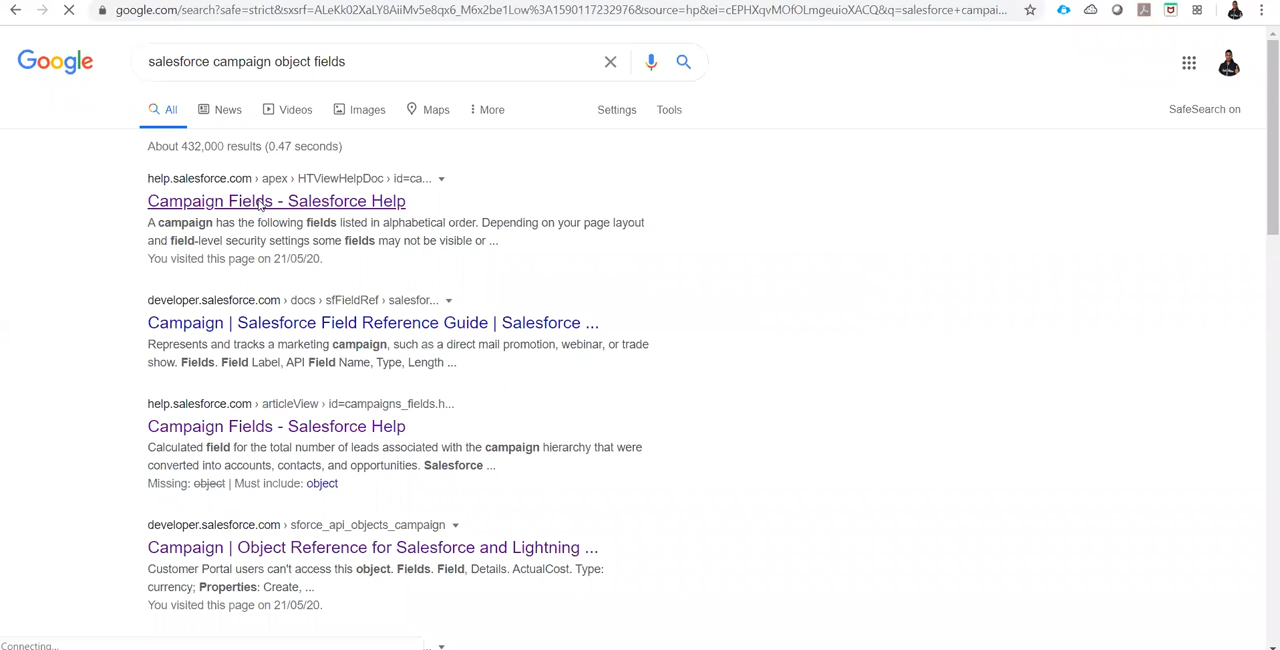 google.com/search?safe=strict&sxsrf=ALeKk02XaLY8AiiMv5e8qx6_M6x2be1Low%3A1590117232976&source=hp&ei=cEPHXqvMOfOLmgeuioXACQ&q=salesforce+campai...
Google
salesforce campaign object fields
All News Videos Images Maps More Settings Tools SafeSearch on
About 432,000 results (0.47 seconds)
help.salesforce.com › apex › HTViewHelpDoc › id=ca...
Campaign Fields - Salesforce Help
A campaign has the following fields listed in alphabetical order. Depending on your page layout
and field-level security settings some fields may not be visible or ...
You visited this page on 21/05/20.
developer.salesforce.com › docs › sfFieldRef › salesfor...
Campaign | Salesforce Field Reference Guide | Salesforce ...
Represents and tracks a marketing campaign, such as a direct mail promotion, webinar, or trade
show. Fields. Field Label, API Field Name, Type, Length ...
help.salesforce.com › articleView › id=campaigns_fields.h...
Campaign Fields - Salesforce Help
Calculated field for the total number of leads associated with the campaign hierarchy that were
converted into accounts, contacts, and opportunities. Salesforce ...
Missing: object | Must include: object
developer.salesforce.com › sforce_api_objects_campaign
Campaign | Object Reference for Salesforce and Lightning ...
Customer Portal users can't access this object. Fields. Field, Details. ActualCost. Type:
currency; Properties: Create, ...
You visited this page on 21/05/20.
Connecting... ...